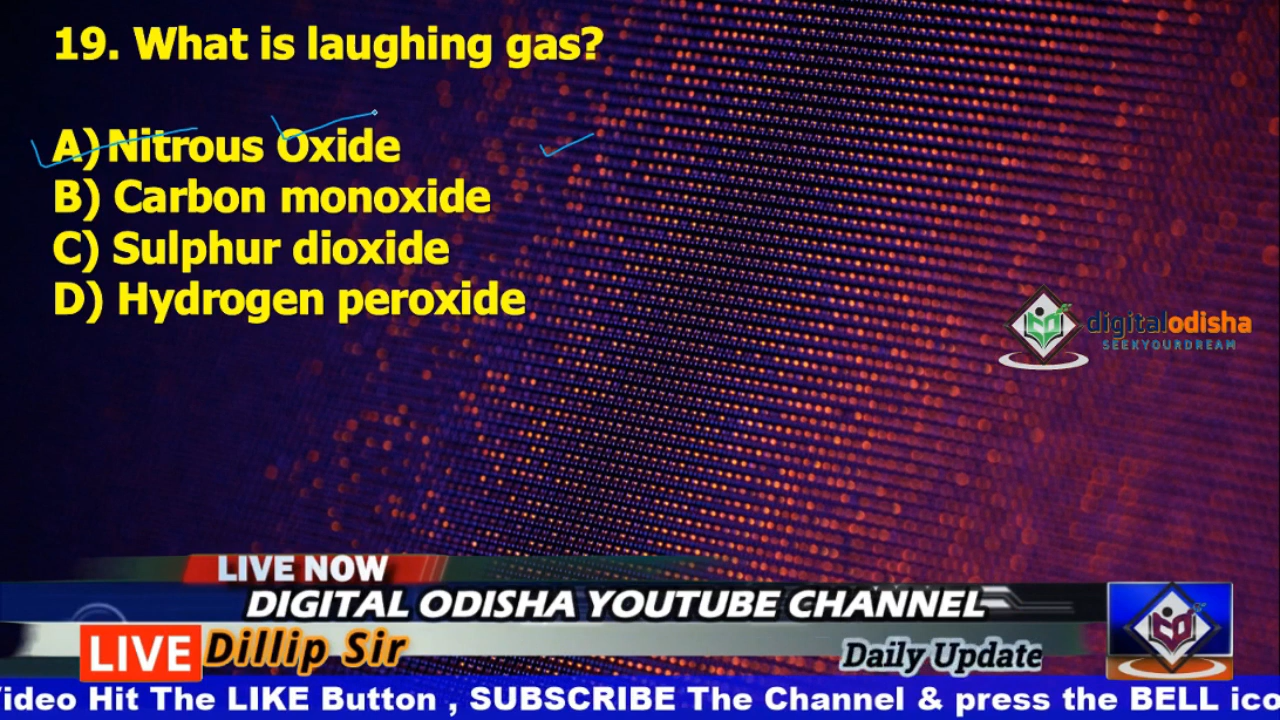 19. What is laughing gas?
A) Nitrous Oxide
B) Carbon monoxide
C) Sulphur dioxide
D) Hydrogen peroxide
digitalodisha
SEEKYOURDREAM
LIVE NOW
DIGITAL ODISHA YOUTUBE CHANNEL
LIVE Dillip Sir
Daily Update
ideo Hit The LIKE Button , SUBSCRIBE The Channel & press the BELL ico